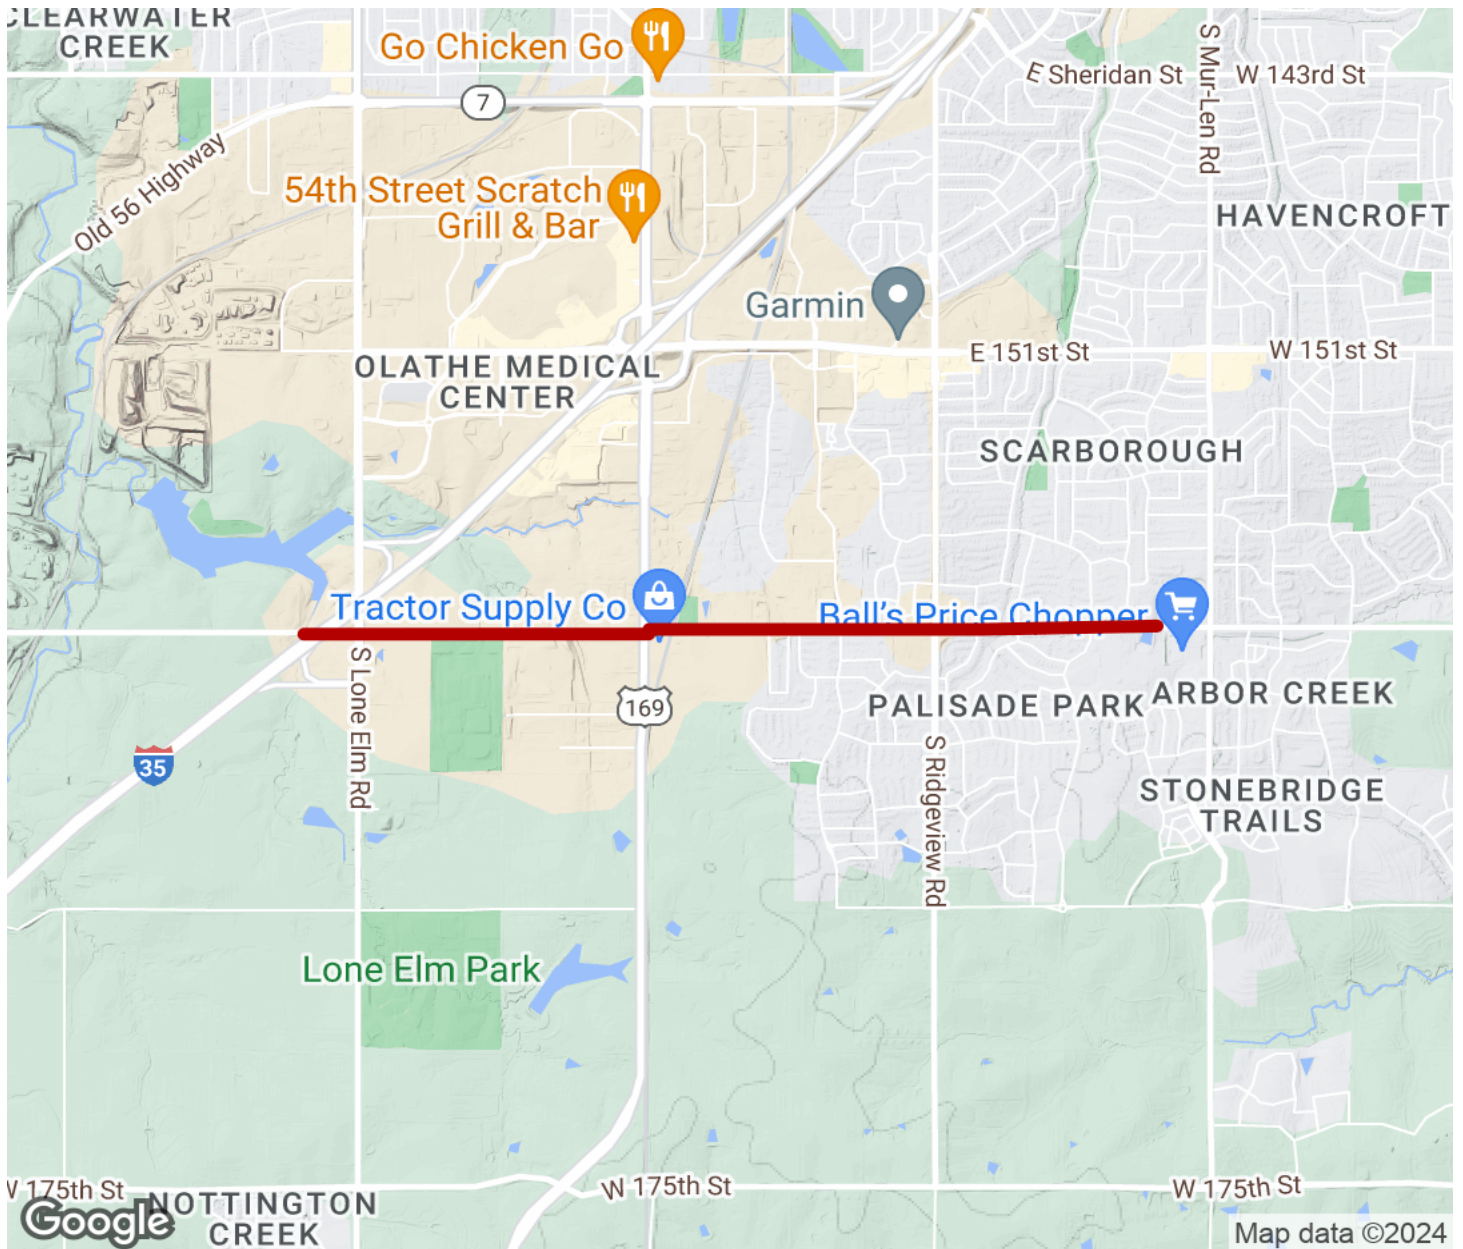 CLEARWATER
CREEK
Go Chicken Go
E Sheridan St
W 143rd St
S Mur-Len Rd
7
Old 56 Highway
54th Street Scratch
Grill & Bar
HAVENCROFT
Garmin
E 151st St
W 151st St
OLATHE MEDICAL
CENTER
SCARBOROUGH
Tractor Supply Co
Ball's Price Chopper
S Lone Elm Rd
169
PALISADE PARK
ARBOR CREEK
35
S Ridgeview Rd
STONEBRIDGE
TRAILS
Lone Elm Park
W 175th St
W 175th St
W 175th St
NOTTINGTON
CREEK
Google
Map data ©2024